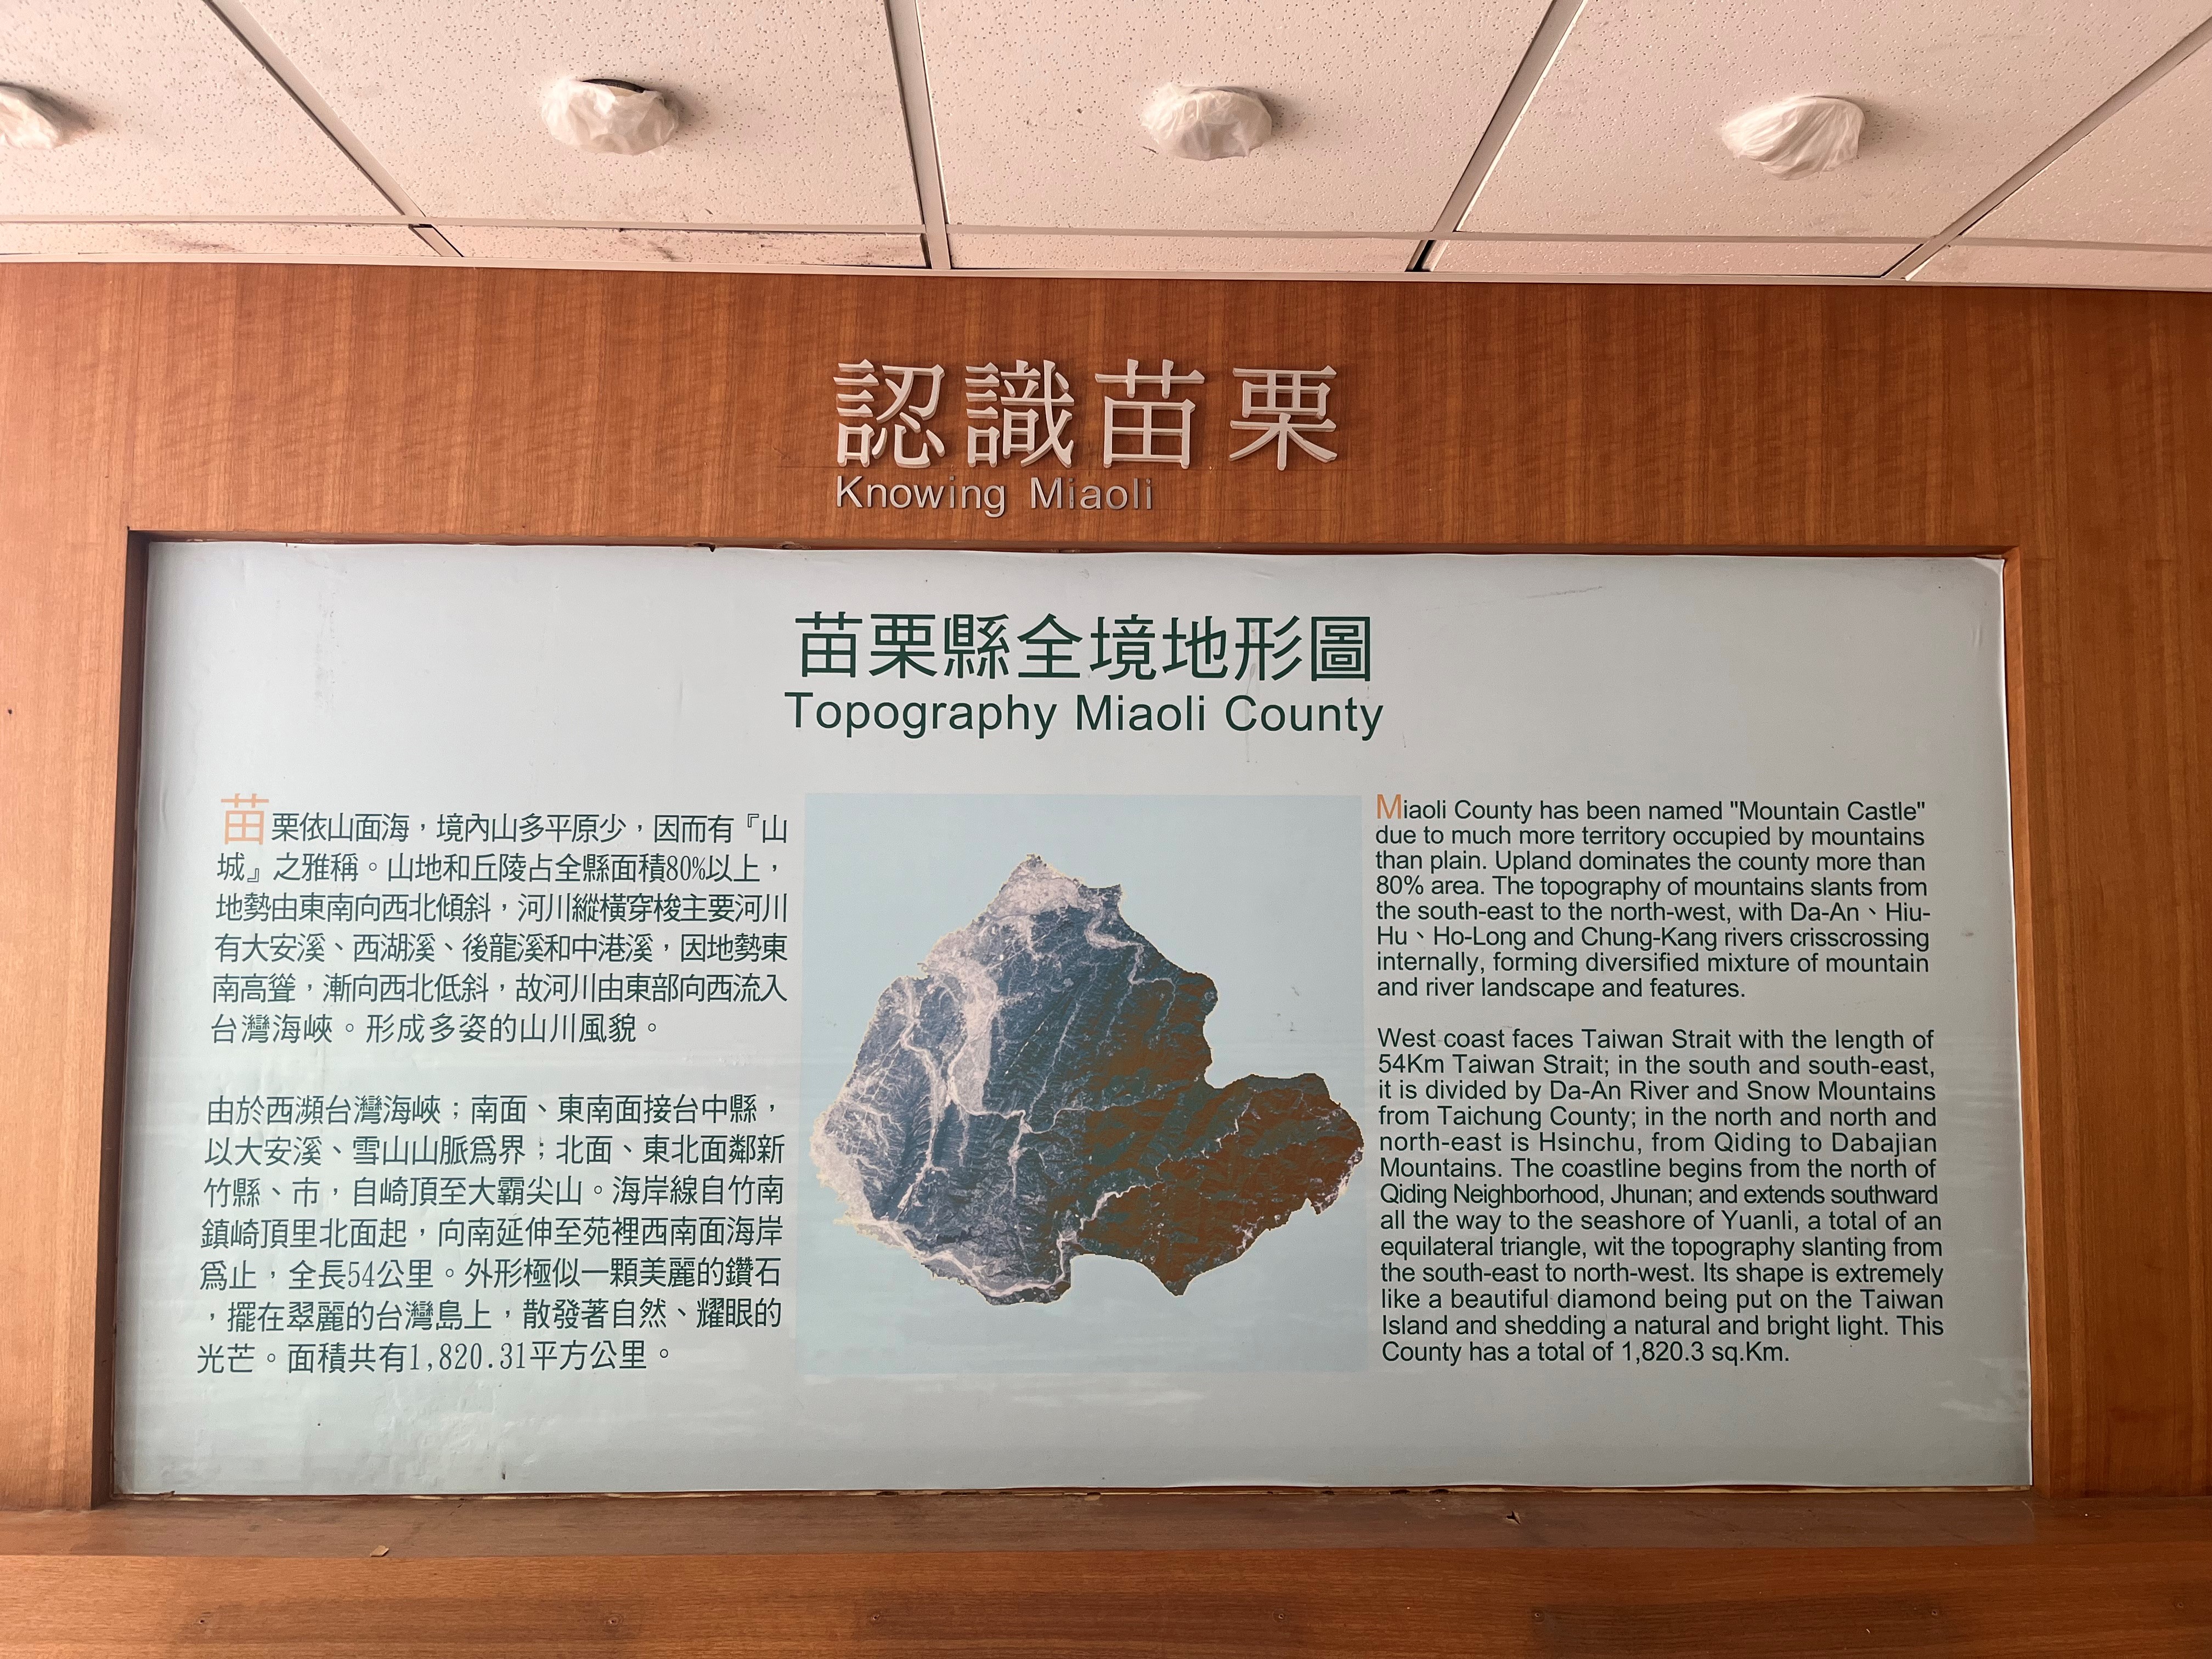 認識苗栗
Knowing Miaoli
苗栗縣全境地形圖
Topography Miaoli County
苗栗依山面海，境內山多平原少，因而有『山
城』之雅稱。山地和丘陵占全縣面積80%以上，
地勢由東南向西北傾斜，河川縱橫穿梭主要河川
有大安溪、西湖溪、後龍溪和中港溪，因地勢東
南高聳，漸向西北低斜，故河川由東部向西流入
台灣海峽。形成多姿的山川風貌。
由於西瀕台灣海峽；南面、東南面接台中縣，
以大安溪、雪山山脈爲界；北面、東北面鄰新
竹縣、市，自崎頂至大霸尖山。海岸線自竹南
鎮崎頂里北面起，向南延伸至苑裡西南面海岸
爲止，全長54公里。外形極似一顆美麗的鑽石
，擺在翠麗的台灣島上，散發著自然、耀眼的
光芒。面積共有1,820.31平方公里。
Miaoli County has been named "Mountain Castle"
due to much more territory occupied by mountains
than plain. Upland dominates the county more than
80% area. The topography of mountains slants from
the south-east to the north-west, with Da-An、Hiu-
Hu、Ho-Long and Chung-Kang rivers crisscrossing
internally, forming diversified mixture of mountain
and river landscape and features.
West coast faces Taiwan Strait with the length of
54Km Taiwan Strait; in the south and south-east,
it is divided by Da-An River and Snow Mountains
from Taichung County; in the north and north and
north-east is Hsinchu, from Qiding to Dabajian
Mountains. The coastline begins from the north of
Qiding Neighborhood, Jhunan; and extends southward
all the way to the seashore of Yuanli, a total of an
equilateral triangle, wit the topography slanting from
the south-east to north-west. Its shape is extremely
like a beautiful diamond being put on the Taiwan
Island and shedding a natural and bright light. This
County has a total of 1,820.3 sq.Km.